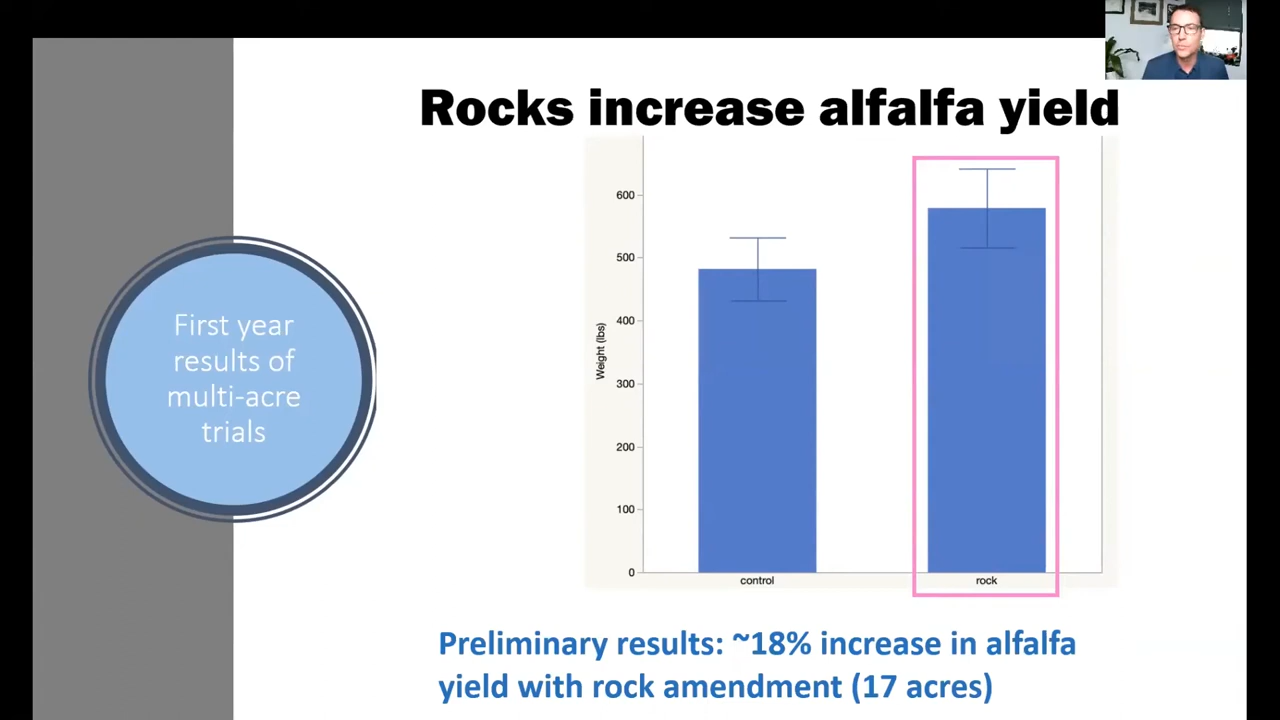 Rocks increase alfalfa yield
First year
results of
multi-acre
trials
Weight (lbs)
600
500
400
300
200
100
0
control
rock
Preliminary results: ~18% increase in alfalfa
yield with rock amendment (17 acres)